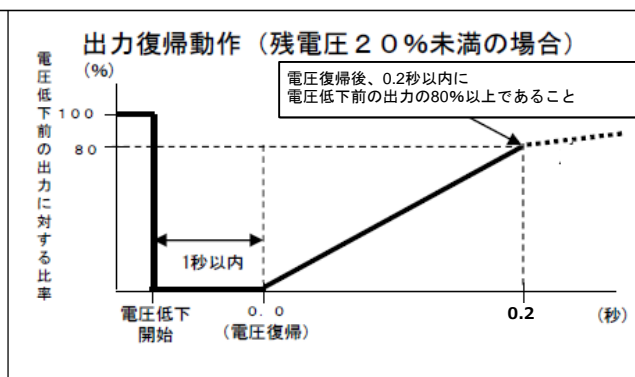 出力復帰動作（残電圧２０％未満の場合）
電圧低下前の出力に対する比率
(%)
電圧復帰後、0.2秒以内に
電圧低下前の出力の80%以上であること
100
80
1秒以内
電圧低下
開始
0.0
(電圧復帰)
0.2
(秒)